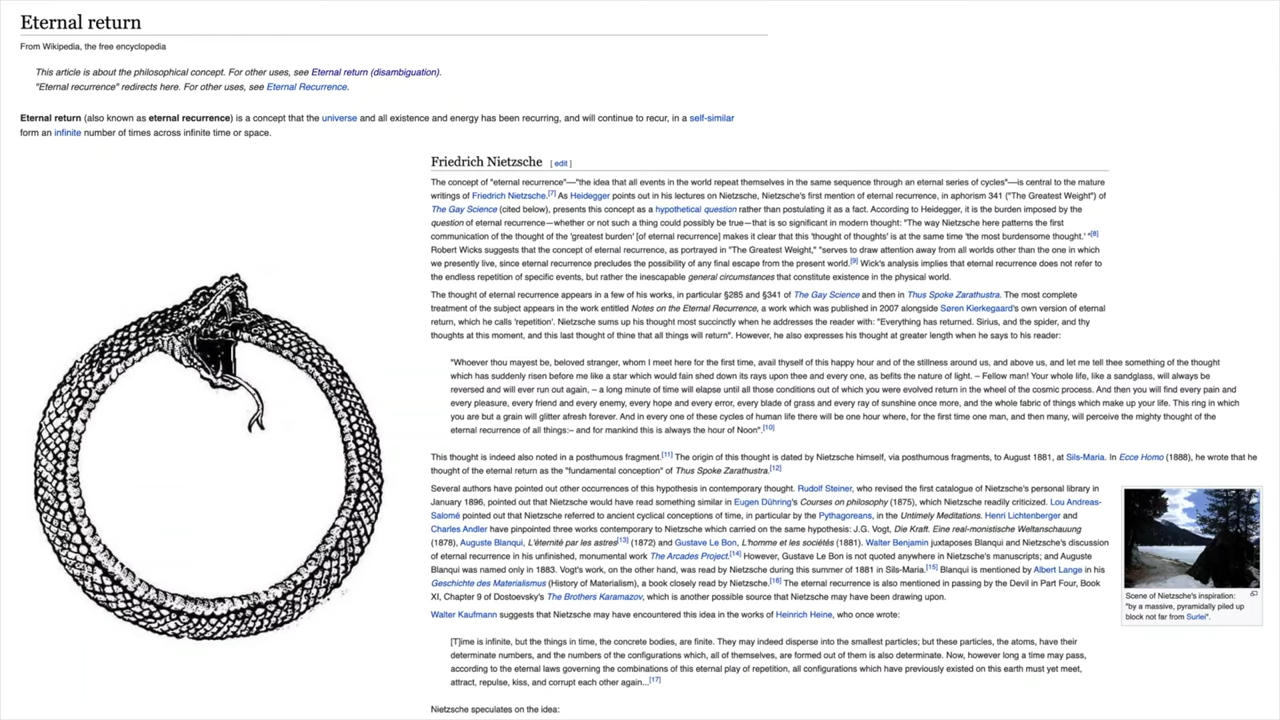 Eternal return
From Wikipedia, the free encyclopedia
This article is about the philosophical concept. For other uses, see Eternal return (disambiguation).
"Eternal recurrence" redirects here. For other uses, see Eternal Recurrence.
Eternal return (also known as eternal recurrence) is a concept that the universe and all existence and energy has been recurring, and will continue to recur, in a self-similar
form an infinite number of times across infinite time or space.
Friedrich Nietzsche [ edit ]
The concept of "eternal recurrence"—"the idea that all events in the world repeat themselves in the same sequence through an eternal series of cycles"—is central to the mature
writings of Friedrich Nietzsche.[7] As Heidegger points out in his lectures on Nietzsche, Nietzsche's first mention of eternal recurrence, in aphorism 341 ("The Greatest Weight") of
The Gay Science (cited below), presents this concept as a hypothetical question rather than postulating it as a fact. According to Heidegger, it is the burden imposed by the
question of eternal recurrence—whether or not such a thing could possibly be true—that is so significant in modern thought: "The way Nietzsche here patterns the first
communication of the thought of the 'greatest burden' [of eternal recurrence] makes it clear that this 'thought of thoughts' is at the same time 'the most burdensome thought.' "[8]
Robert Wicks suggests that the concept of eternal recurrence, as portrayed in "The Greatest Weight," "serves to draw attention away from all worlds other than the one in which
we presently live, since eternal recurrence precludes the possibility of any final escape from the present world.[9] Wick's analysis implies that eternal recurrence does not refer to
the endless repetition of specific events, but rather the inescapable general circumstances that constitute existence in the physical world.
The thought of eternal recurrence appears in a few of his works, in particular §285 and §341 of The Gay Science and then in Thus Spoke Zarathustra. The most complete
treatment of the subject appears in the work entitled Notes on the Eternal Recurrence, a work which was published in 2007 alongside Søren Kierkegaard's own version of eternal
return, which he calls 'repetition'. Nietzsche sums up his thought most succinctly when he addresses the reader with: "Everything has returned. Sirius, and the spider, and thy
thoughts at this moment, and this last thought of thine that all things will return". However, he also expresses his thought at greater length when he says to his reader:
"Whoever thou mayest be, beloved stranger, whom I meet here for the first time, avail thyself of this happy hour and of the stillness around us, and above us, and let me tell thee something of the thought
which has suddenly risen before me like a star which would fain shed down its rays upon thee and every one, as befits the nature of light. – Fellow man! Your whole life, like a sandglass, will always be
reversed and will ever run out again, – a long minute of time will elapse until all those conditions out of which you were evolved return in the wheel of the cosmic process. And then you will find every pain and
every pleasure, every friend and every enemy, every hope and every error, every blade of grass and every ray of sunshine once more, and the whole fabric of things which make up your life. This ring in which
you are but a grain will glitter afresh forever. And in every one of these cycles of human life there will be one hour where, for the first time one man, and then many, will perceive the mighty thought of the
eternal recurrence of all things:– and for mankind this is always the hour of Noon".[10]
This thought is indeed also noted in a posthumous fragment.[11] The origin of this thought is dated by Nietzsche himself, via posthumous fragments, to August 1881, at Sils-Maria. In Ecce Homo (1888), he wrote that he
thought of the eternal return as the "fundamental conception" of Thus Spoke Zarathustra.[12]
Several authors have pointed out other occurrences of this hypothesis in contemporary thought. Rudolf Steiner, who revised the first catalogue of Nietzsche's personal library in
January 1896, pointed out that Nietzsche would have read something similar in Eugen Dühring's Courses on philosophy (1875), which Nietzsche readily criticized. Lou Andreas-
Salomé pointed out that Nietzsche referred to ancient cyclical conceptions of time, in particular by the Pythagoreans, in the Untimely Meditations. Henri Lichtenberger and
Charles Andler have pinpointed three works contemporary to Nietzsche which carried on the same hypothesis: J.G. Vogt, Die Kraft. Eine real-monistische Weltanschauung
(1878), Auguste Blanqui, L'éternité par les astres[13] (1872) and Gustave Le Bon, L'homme et les sociétés (1881). Walter Benjamin juxtaposes Blanqui and Nietzsche's discussion
of eternal recurrence in his unfinished, monumental work The Arcades Project.[14] However, Gustave Le Bon is not quoted anywhere in Nietzsche's manuscripts; and Auguste
Blanqui was named only in 1883. Vogt's work, on the other hand, was read by Nietzsche during this summer of 1881 in Sils-Maria.[15] Blanqui is mentioned by Albert Lange in his
Geschichte des Materialismus (History of Materialism), a book closely read by Nietzsche.[16] The eternal recurrence is also mentioned in passing by the Devil in Part Four, Book
XI, Chapter 9 of Dostoevsky's The Brothers Karamazov, which is another possible source that Nietzsche may have been drawing upon.
Scene of Nietzsche's inspiration:
"by a massive, pyramidally piled up
block not far from Surlei".
Walter Kaufmann suggests that Nietzsche may have encountered this idea in the works of Heinrich Heine, who once wrote:
[T]ime is infinite, but the things in time, the concrete bodies, are finite. They may indeed disperse into the smallest particles; but these particles, the atoms, have their
determinate numbers, and the numbers of the configurations which, all of themselves, are formed out of them is also determinate. Now, however long a time may pass,
according to the eternal laws governing the combinations of this eternal play of repetition, all configurations which have previously existed on this earth must yet meet,
attract, repulse, kiss, and corrupt each other again...[17]
Nietzsche speculates on the idea: